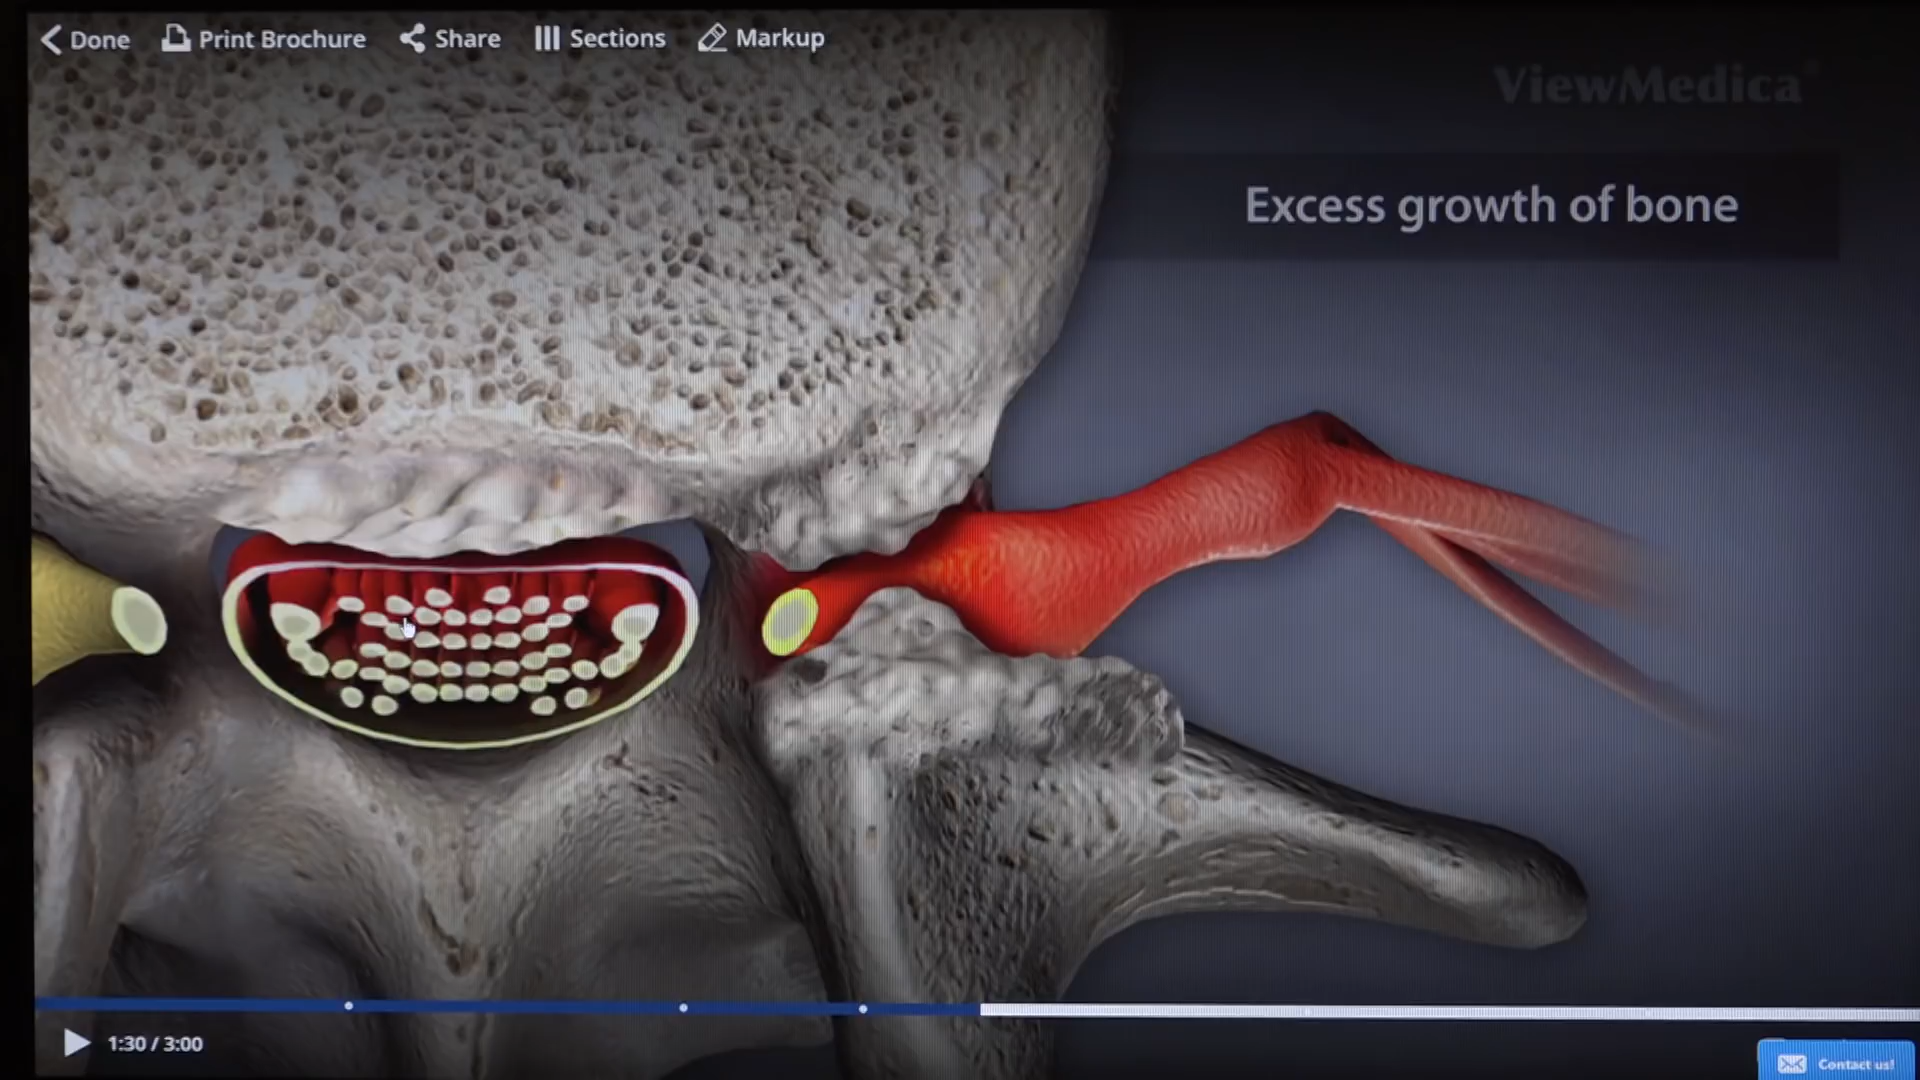 Done Print Brochure Share Sections Markup
ViewMedica
Excess growth of bone
1:30 / 3:00
Contact us!